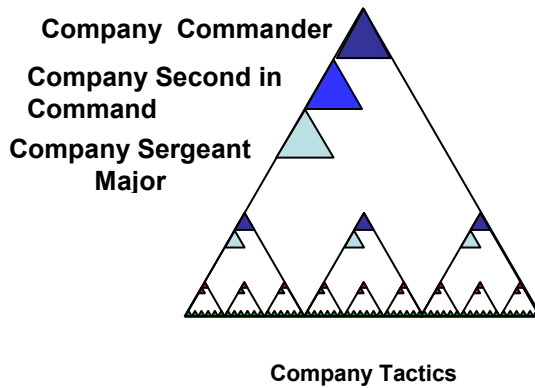 Company Commander
Company Second in
Command
Company Sergeant
Major
Company Tactics